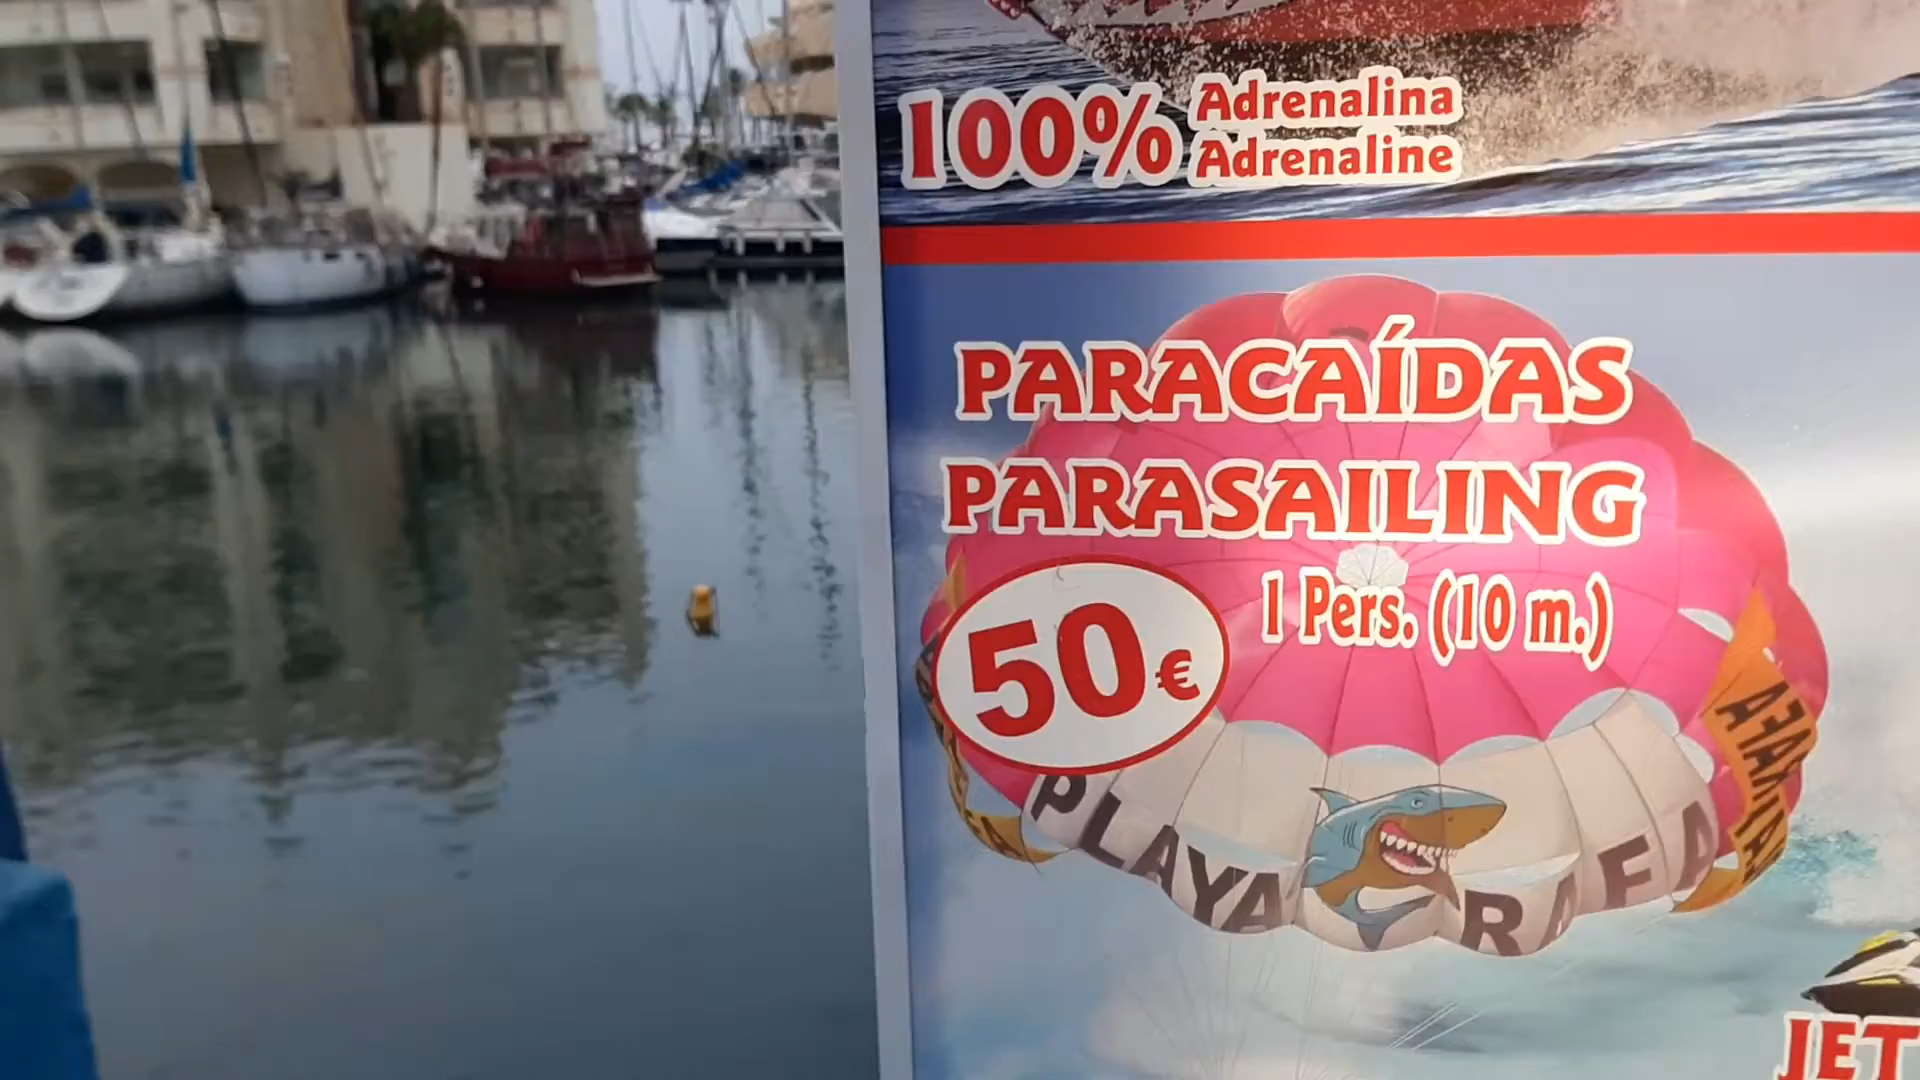 100% Adrenalina
Adrenaline
PARACAÍDAS
PARASAILING
1 Pers. (10 m.)
50€
PLAYA RAFA
JET